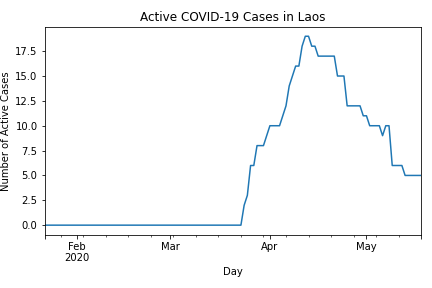 Active COVID-19 Cases in Laos
Number of Active Cases
17.5
15.0
12.5
10.0
7.5
5.0
2.5
0.0
Feb
2020
Mar
Apr
May
Day